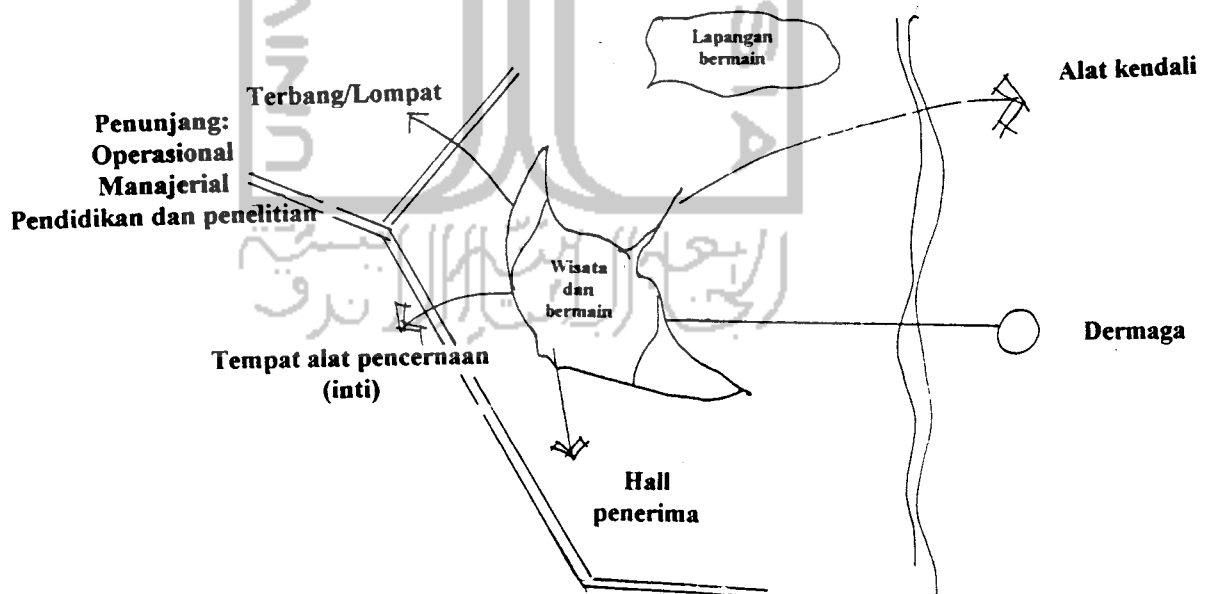 Lapangan
bermain
Alat kendali
Terbang/Lompat
Penunjang:
Operasional
Manajerial
Pendidikan dan penelitian
Wisata
dan
bermain
Dermaga
Tempat alat pencernaan
(inti)
Hall
penerima